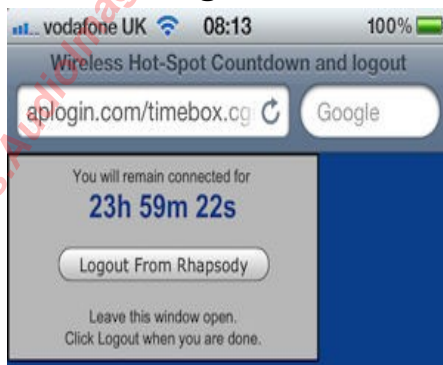 vodafone UK 08:13 100%
Wireless Hot-Spot Countdown and logout
aplogin.com/timebox.cg Google
You will remain connected for
23h 59m 22s
Logout From Rhapsody
Leave this window open.
Click Logout when you are done.